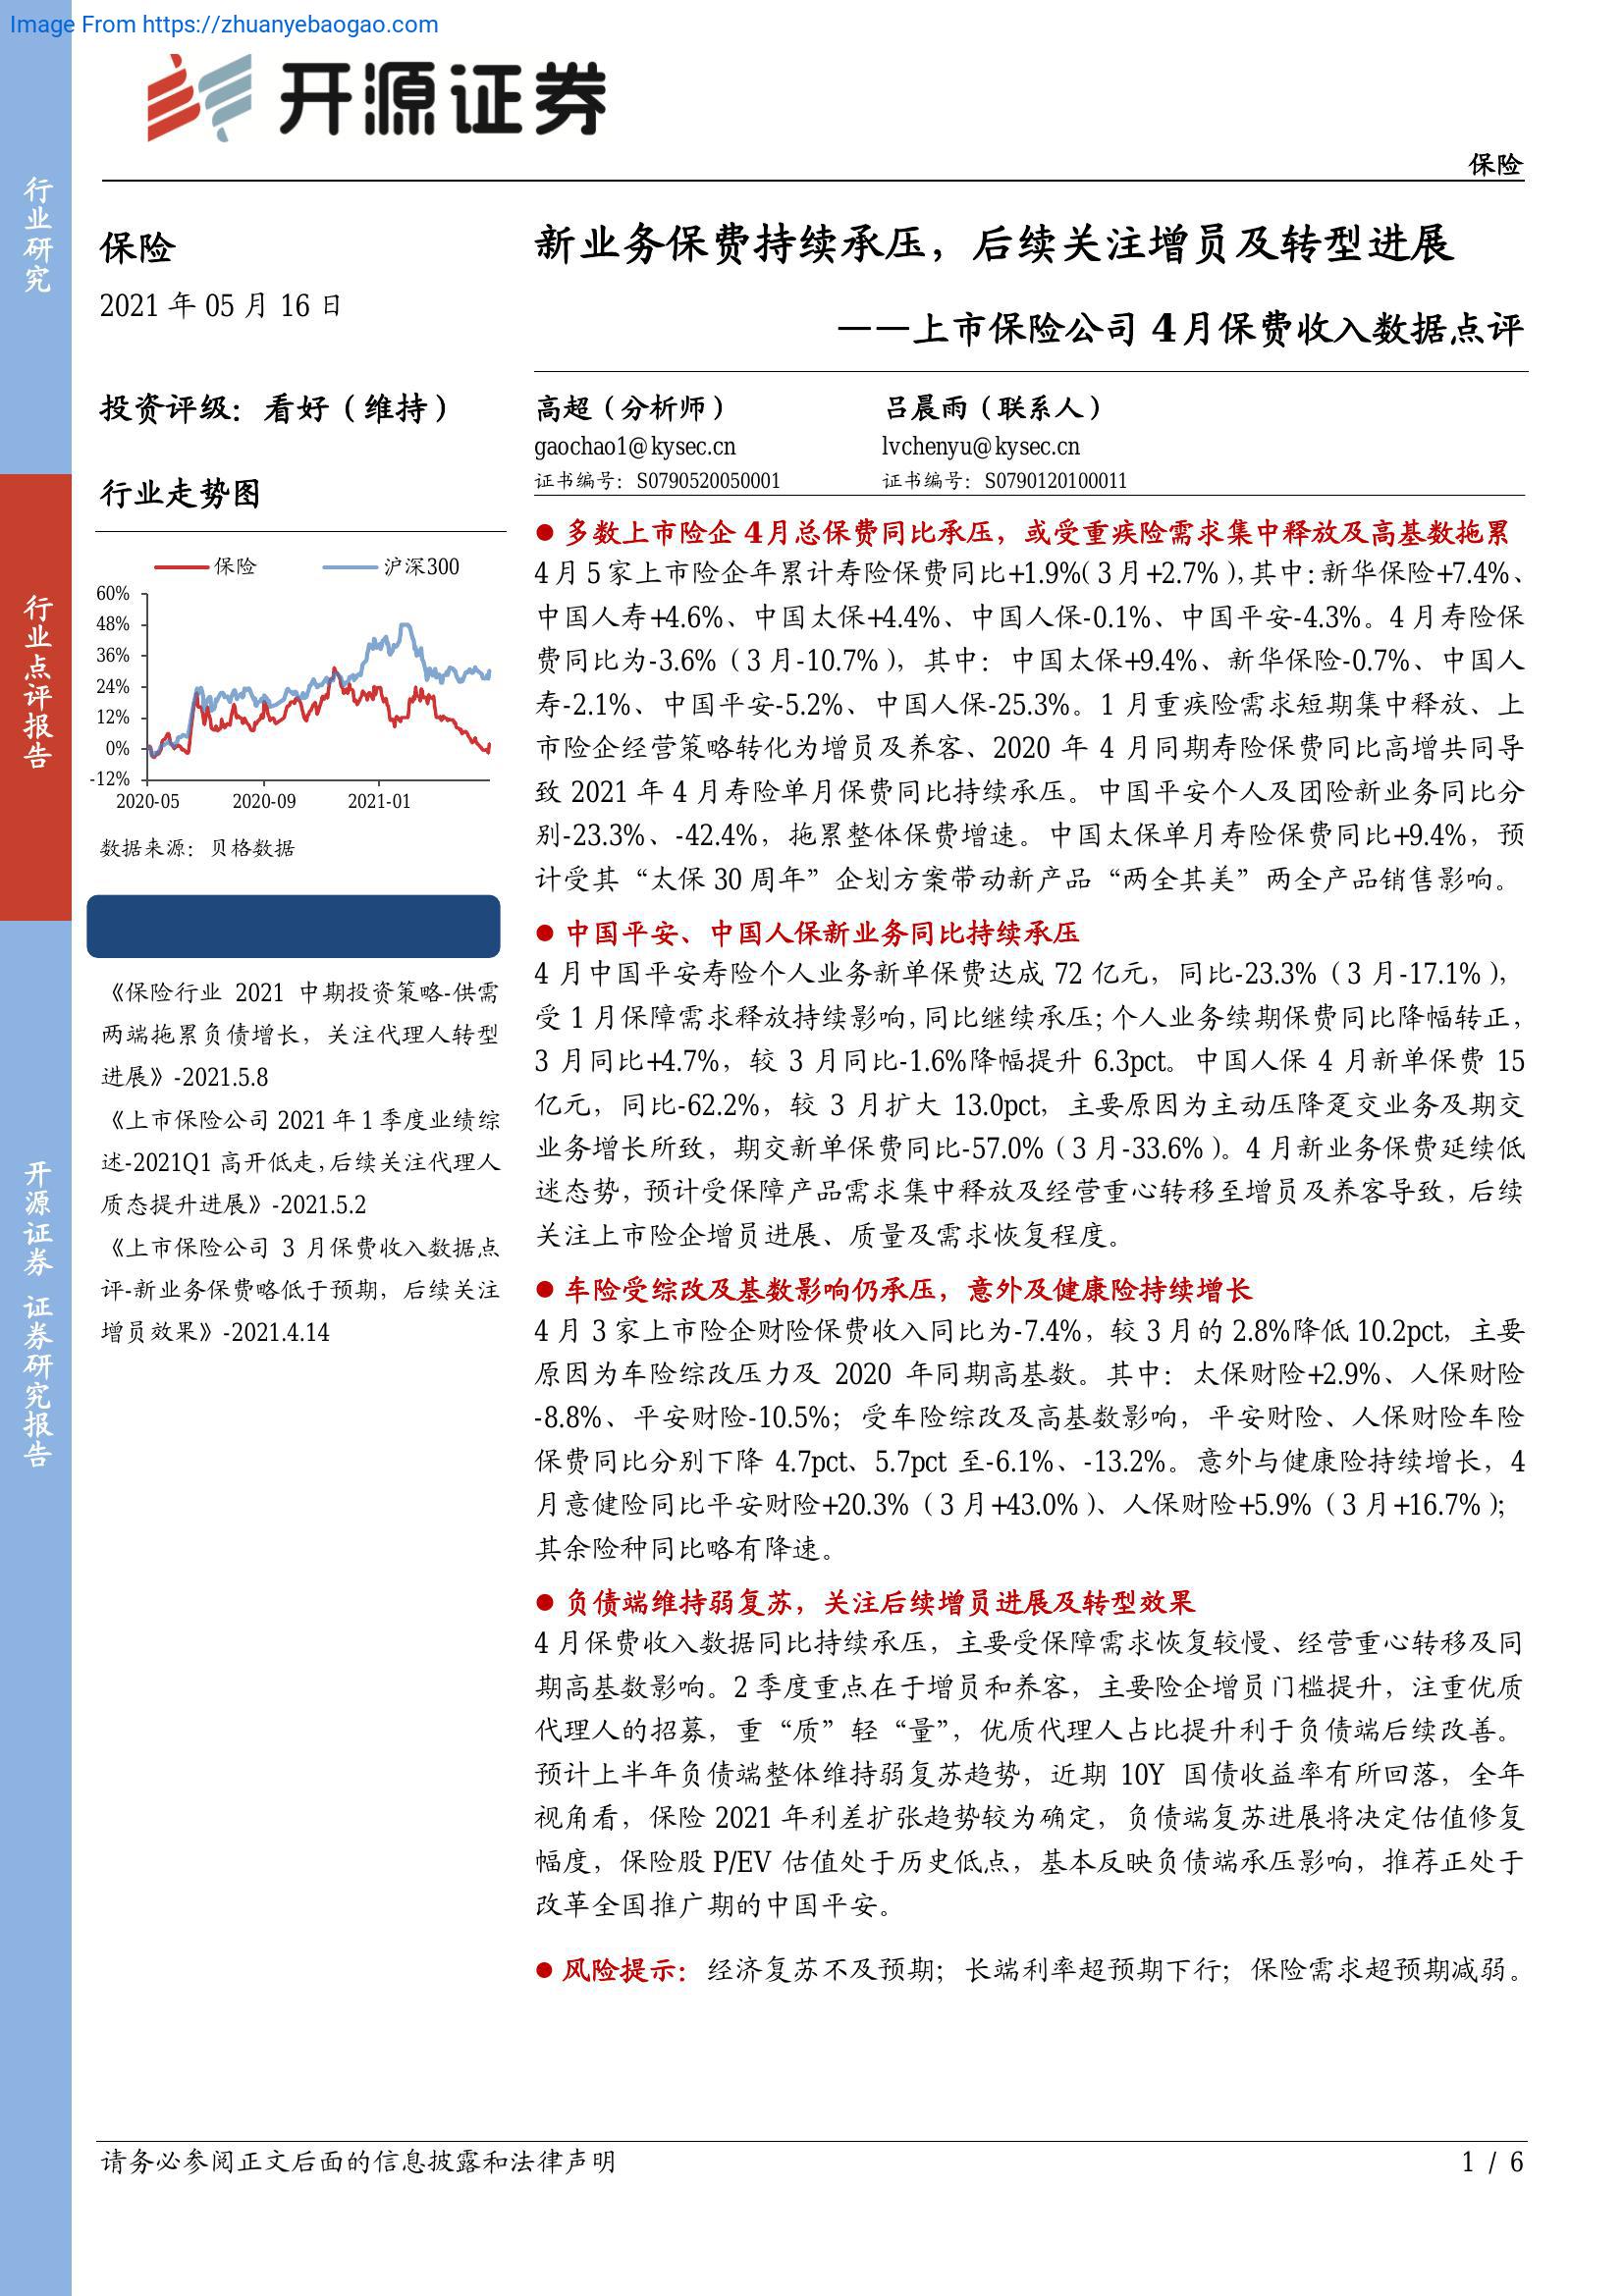 Image From https://zhuanyebaogao.com
开源证券
保险
行业研究
行业点评报告
开源证券 证券研究报告
保险
2021 年 05 月 16 日
投资评级：看好（维持）
行业走势图
保险 沪深300
60%
48%
36%
24%
12%
0%
-12%
2020-05 2020-09 2021-01
数据来源：贝格数据
《保险行业 2021 中期投资策略-供需
两端拖累负债增长，关注代理人转型
进展》-2021.5.8
《上市保险公司 2021 年 1 季度业绩综
述-2021Q1 高开低走，后续关注代理人
质态提升进展》-2021.5.2
《上市保险公司 3 月保费收入数据点
评-新业务保费略低于预期，后续关注
增员效果》-2021.4.14
新业务保费持续承压，后续关注增员及转型进展
——上市保险公司 4 月保费收入数据点评
高超（分析师） 吕晨雨（联系人）
gaochao1@kysec.cn lvchenyu@kysec.cn
证书编号：S0790520050001 证书编号：S0790120100011
● 多数上市险企 4 月总保费同比承压，或受重疾险需求集中释放及高基数拖累
4 月 5 家上市险企年累计寿险保费同比+1.9%（3 月+2.7%），其中：新华保险+7.4%、
中国人寿+4.6%、中国太保+4.4%、中国人保-0.1%、中国平安-4.3%。4 月寿险保
费同比为-3.6%（3 月-10.7%），其中：中国太保+9.4%、新华保险-0.7%、中国人
寿-2.1%、中国平安-5.2%、中国人保-25.3%。1 月重疾险需求短期集中释放、上
市险企经营策略转化为增员及养客、2020 年 4 月同期寿险保费同比高增共同导
致 2021 年 4 月寿险单月保费同比持续承压。中国平安个人及团险新业务同比分
别-23.3%、-42.4%，拖累整体保费增速。中国太保单月寿险保费同比+9.4%，预
计受其“太保 30 周年”企划方案带动新产品“两全其美”两全产品销售影响。
● 中国平安、中国人保新业务同比持续承压
4 月中国平安寿险个人业务新单保费达成 72 亿元，同比-23.3%（3 月-17.1%），
受 1 月保障需求释放持续影响，同比继续承压；个人业务续期保费同比降幅转正，
3 月同比+4.7%，较 3 月同比-1.6%降幅提升 6.3pct。中国人保 4 月新单保费 15
亿元，同比-62.2%，较 3 月扩大 13.0pct，主要原因为主动压降趸交业务及期交
业务增长所致，期交新单保费同比-57.0%（3 月-33.6%）。4 月新业务保费延续低
迷态势，预计受保障产品需求集中释放及经营重心转移至增员及养客导致，后续
关注上市险企增员进展、质量及需求恢复程度。
● 车险受综改及基数影响仍承压，意外及健康险持续增长
4 月 3 家上市险企财险保费收入同比为-7.4%，较 3 月的 2.8%降低 10.2pct，主要
原因为车险综改压力及 2020 年同期高基数。其中：太保财险+2.9%、人保财险
-8.8%、平安财险-10.5%；受车险综改及高基数影响，平安财险、人保财险车险
保费同比分别下降 4.7pct、5.7pct 至-6.1%、-13.2%。意外与健康险持续增长，4
月意健险同比平安财险+20.3%（3 月+43.0%）、人保财险+5.9%（3 月+16.7%）；
其余险种同比略有降速。
● 负债端维持弱复苏，关注后续增员进展及转型效果
4 月保费收入数据同比持续承压，主要受保障需求恢复较慢、经营重心转移及同
期高基数影响。2 季度重点在于增员和养客，主要险企增员门槛提升，注重优质
代理人的招募，重“质”轻“量”，优质代理人占比提升利于负债端后续改善。
预计上半年负债端整体维持弱复苏趋势，近期 10Y 国债收益率有所回落，全年
视角看，保险 2021 年利差扩张趋势较为确定，负债端复苏进展将决定估值修复
幅度，保险股 P/EV 估值处于历史低点，基本反映负债端承压影响，推荐正处于
改革全国推广期的中国平安。
● 风险提示：经济复苏不及预期；长端利率超预期下行；保险需求超预期减弱。
请务必参阅正文后面的信息披露和法律声明 1 / 6